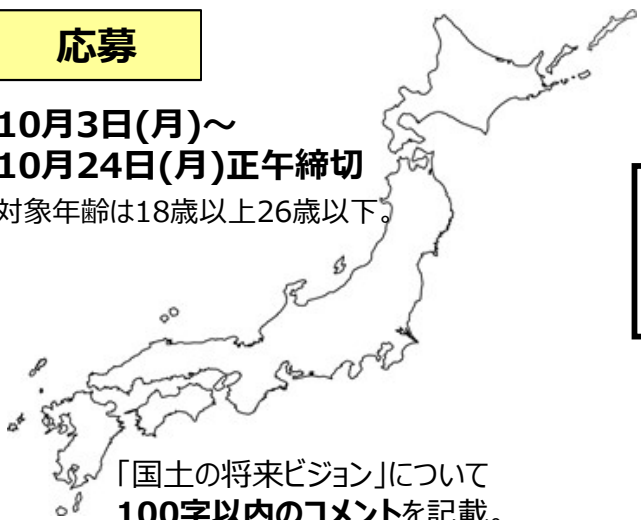 応募
10月3日(月)～
10月24日(月)正午締切
対象年齢は18歳以上26歳以下。
「国土の将来ビジョン」について
100字以内のコメントを記載。